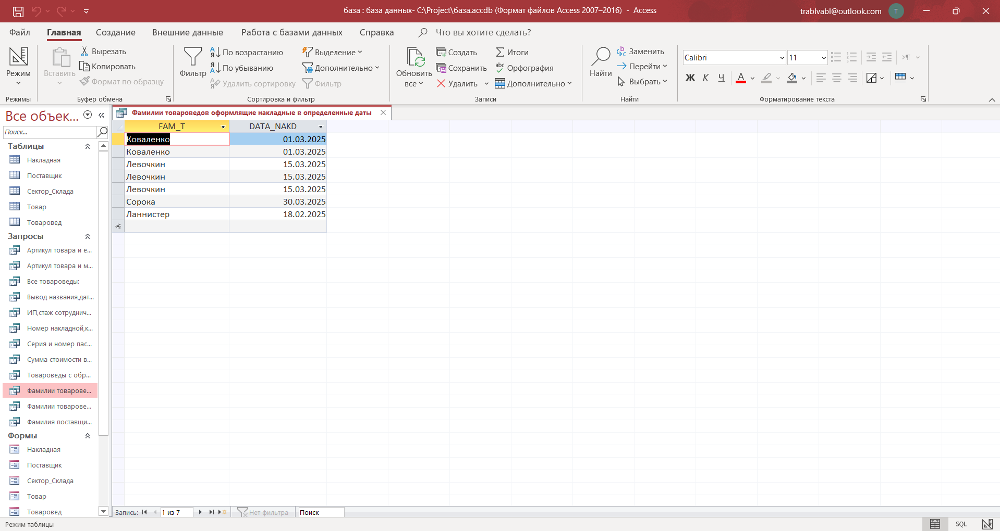 база : база данных- C:\Project\база.accdb (Формат файлов Access 2007–2016) - Access
trablvabl@outlook.com
T
Файл
Главная
Создание
Внешние данные
Работа с базами данных
Справка
Что вы хотите сделать?
Режим
Режимы
Вставить
Вырезать
Копировать
Формат по образцу
Буфер обмена
Фильтр
По возрастанию
По убыванию
Удалить сортировку
Выделение
Дополнительно
Фильтр
Сортировка и фильтр
Обновить
все
Создать
Сохранить
Удалить
Итоги
Орфография
Дополнительно
Записи
Найти
Заменить
Перейти
Выбрать
Найти
Calibri
11
Ж К Ч А
Форматирование текста
Все объек...
Поиск...
Таблицы
Накладная
Поставщик
Сектор_Склада
Товар
Товаровед
Запросы
Артикул товара и е...
Артикул товара и м...
Все товароведы:
Вывод названия,дат...
ИП,стаж сотруднич...
Номер накладной,к...
Серия и номер пас...
Сумма стоимости в...
Товароведы с обр...
Фамилии товарове...
Фамилии товарове...
Фамилия поставщи...
Формы
Накладная
Поставщик
Сектор_Склада
Товар
Товаровед
Фамилии товароведов оформлящие накладные в определенные даты
FAM_T DATA_NAKD
Коваленко 01.03.2025
Коваленко 01.03.2025
Левочкин 15.03.2025
Левочкин 15.03.2025
Левочкин 15.03.2025
Сорока 30.03.2025
Ланнистер 18.02.2025
Запись: 1 из 7 Нет фильтра Поиск
Режим таблицы
SQL